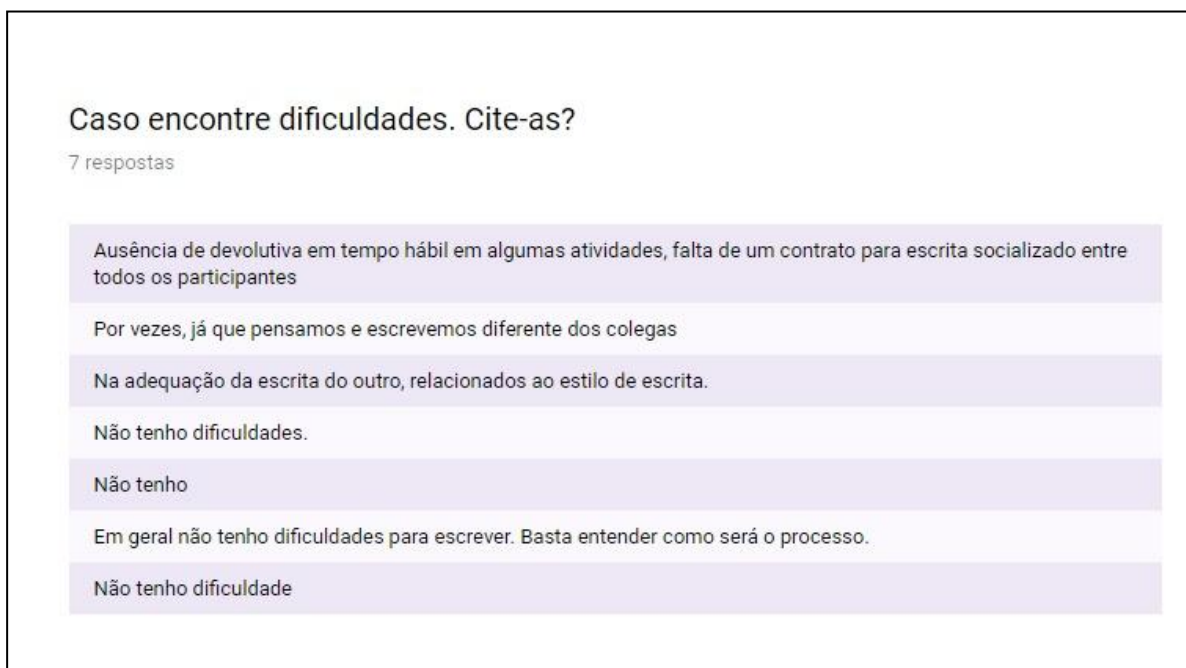 Caso encontre dificuldades. Cite-as?
7 respostas
Ausência de devolutiva em tempo hábil em algumas atividades, falta de um contrato para escrita socializado entre
todos os participantes
Por vezes, já que pensamos e escrevemos diferente dos colegas
Na adequação da escrita do outro, relacionados ao estilo de escrita.
Não tenho dificuldades.
Não tenho
Em geral não tenho dificuldades para escrever. Basta entender como será o processo.
Não tenho dificuldade